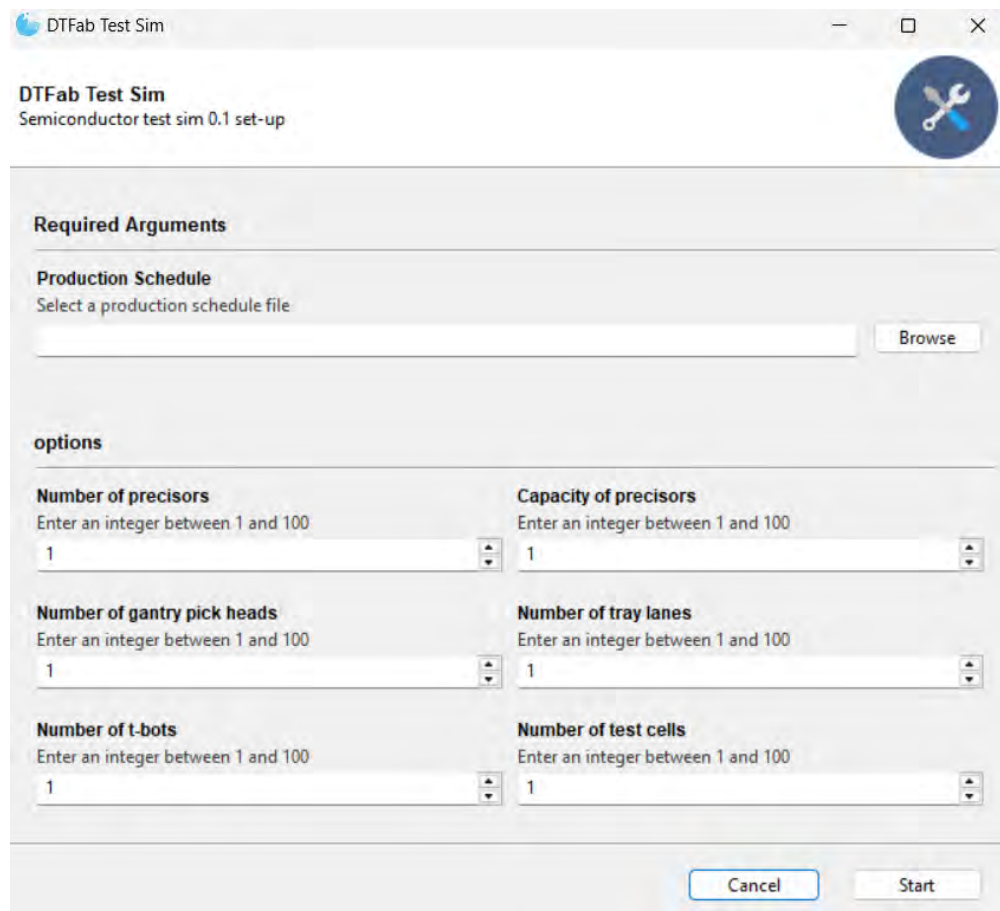 DTFab Test Sim
DTFab Test Sim
Semiconductor test sim 0.1 set-up
Required Arguments
Production Schedule
Select a production schedule file
Browse
options
Number of precisors
Capacity of precisors
Enter an integer between 1 and 100
Enter an integer between 1 and 100
1
1
Number of gantry pick heads
Number of tray lanes
Enter an integer between 1 and 100
Enter an integer between 1 and 100
1
1
Number of t-bots
Number of test cells
Enter an integer between 1 and 100
Enter an integer between 1 and 100
1
1
Cancel
Start